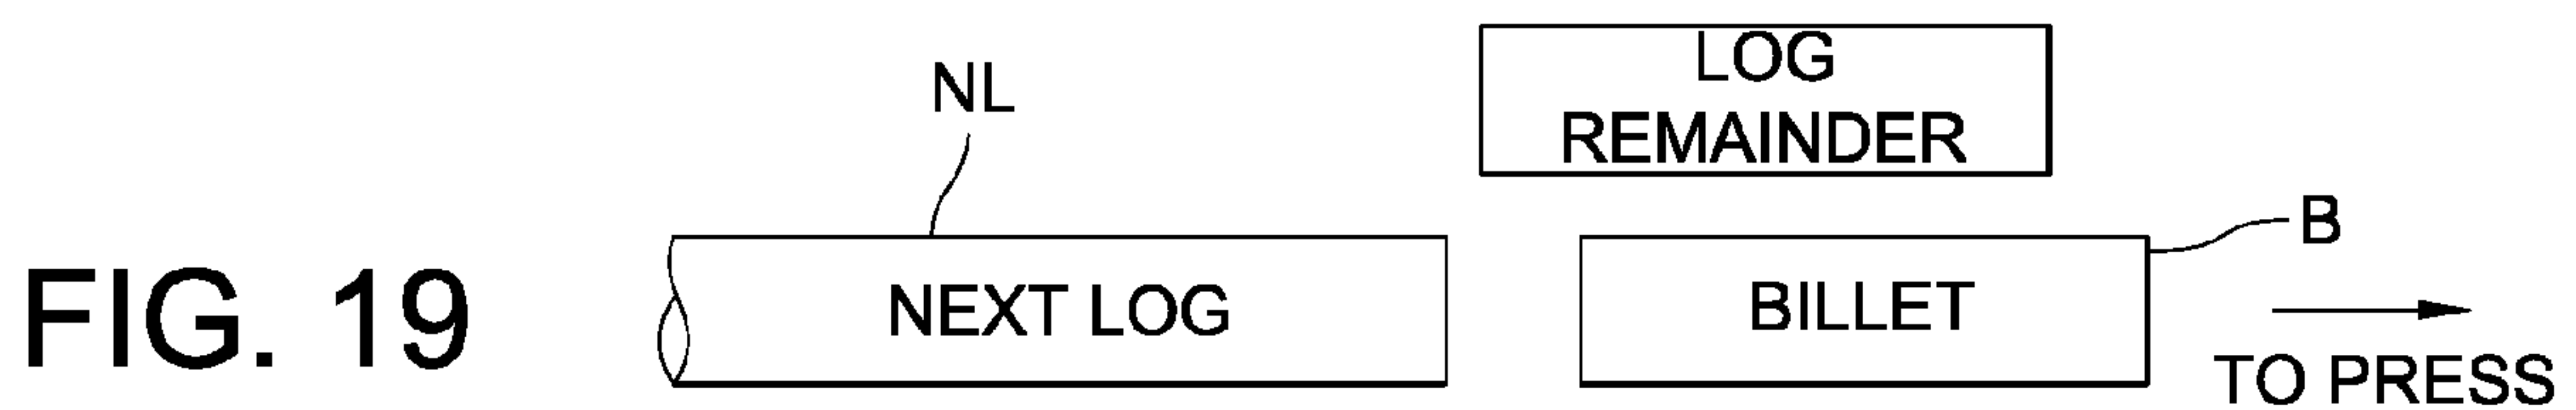 LOG
REMAINDER
NL
B
FIG. 19
NEXT LOG
BILLET
TO PRESS